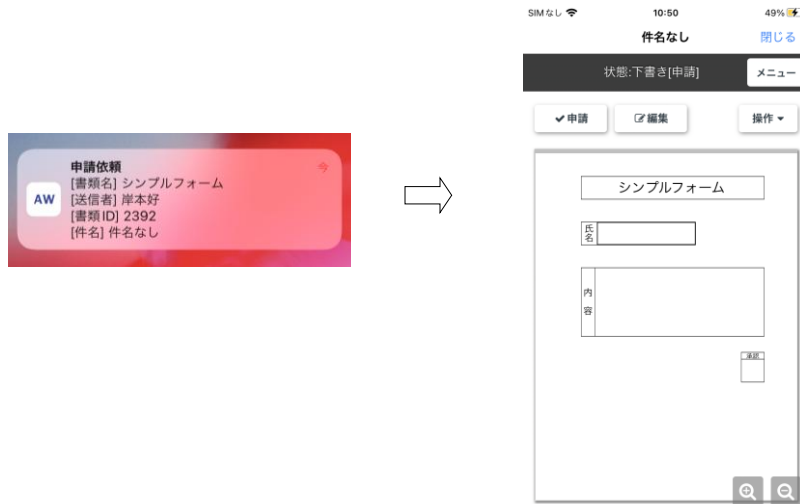 申請依頼
今
[書類名] シンプルフォーム
AW
[送信者] 岸本好
[書類ID] 2392
[件名] 件名なし
SIMなし
10:50
49%
件名なし
閉じる
状態:下書き[申請]
メニュー
申請
編集
操作
シンプルフォーム
氏名
内容
承認